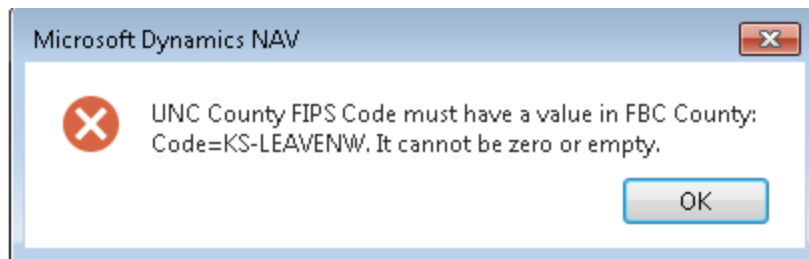 Microsoft Dynamics NAV
UNC County FIPS Code must have a value in FBC County:
Code=KS-LEAVENW. It cannot be zero or empty.
OK